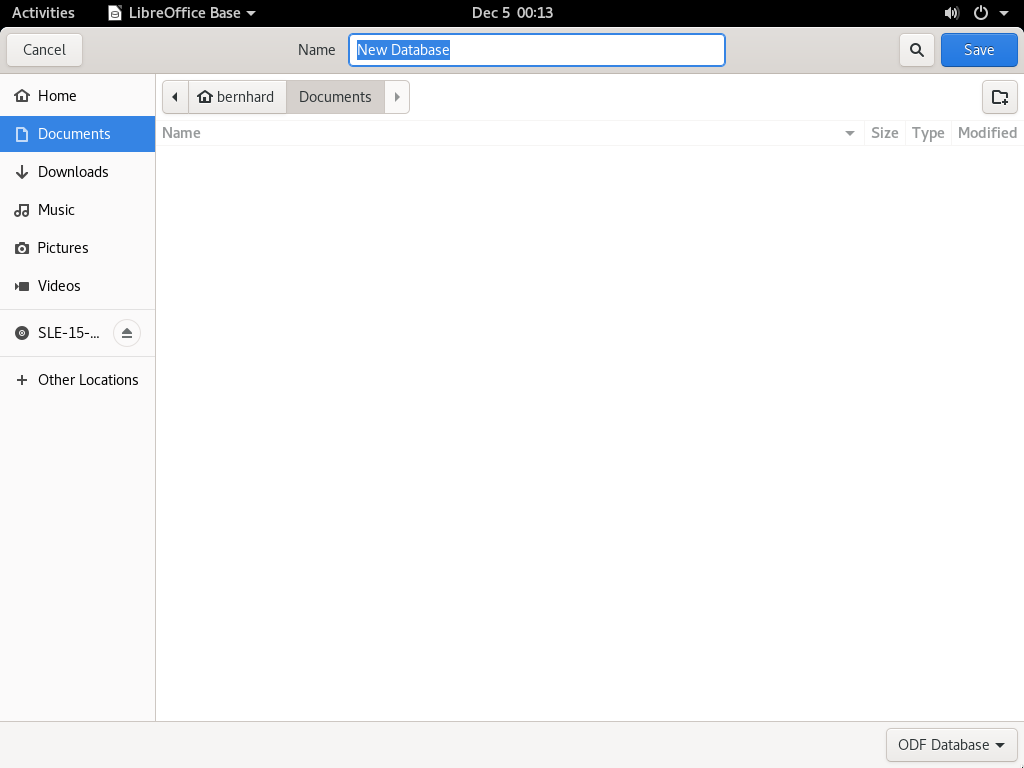 Activities LibreOffice Base Dec 5 00:13
Cancel Name New Database Save
Home bernhard Documents
Documents Name Size Type Modified
Downloads
Music
Pictures
Videos
SLE-15-...
Other Locations
ODF Database